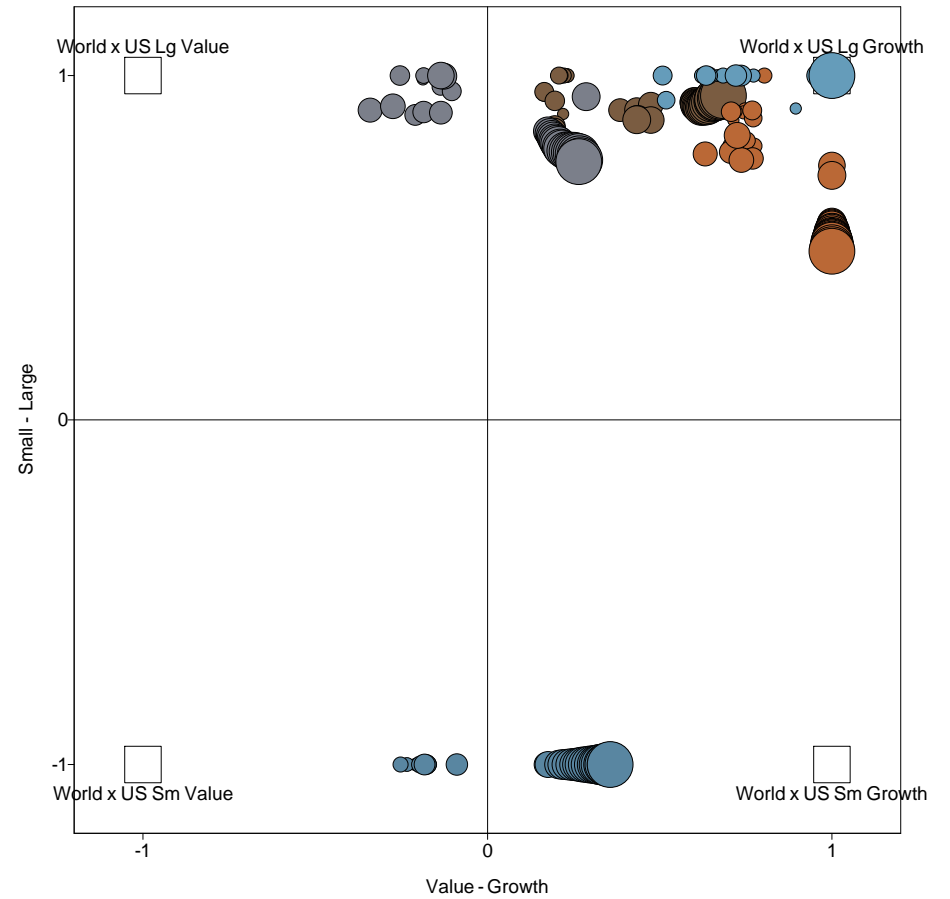 World x US Lg Value
World x US Lg Growth
1
0
-1
Small - Large
World x US Sm Value
World x US Sm Growth
-1
0
1
Value - Growth